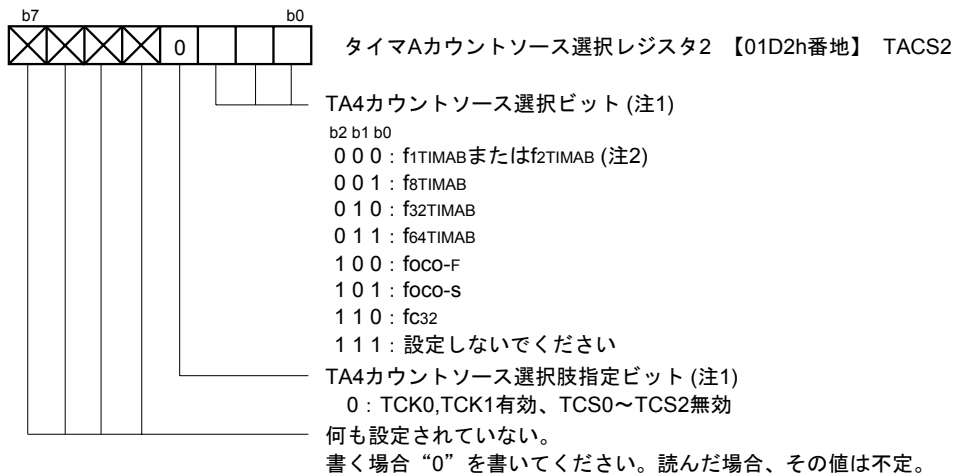 b7 b0
0 タイマAカウントソース選択レジスタ2 【01D2h番地】 TACS2
TA4カウントソース選択ビット (注1)
b2 b1 b0
0 0 0 : f1TIMABまたはf2TIMAB (注2)
0 0 1 : f8TIMAB
0 1 0 : f32TIMAB
0 1 1 : f64TIMAB
1 0 0 : foco-F
1 0 1 : foco-s
1 1 0 : fc32
1 1 1 : 設定しないでください
TA4カウントソース選択肢指定ビット (注1)
0 : TCK0,TCK1有効、TCS0～TCS2無効
何も設定されていない。
書く場合“0”を書いてください。読んだ場合、その値は不定。